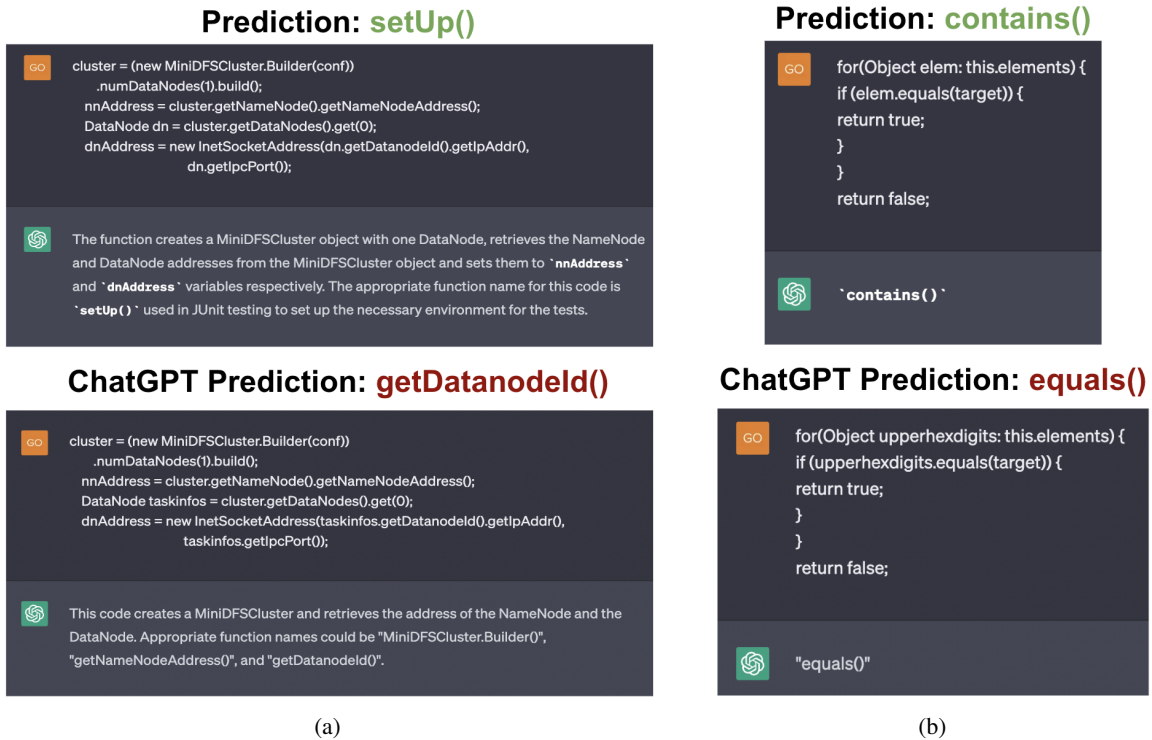 Prediction: setUp()
GO
cluster = (new MiniDFSCluster.Builder(conf))
.numDataNodes(1).build();
nnAddress = cluster.getNameNode().getNameNodeAddress();
DataNode dn = cluster.getDataNodes().get(0);
dnAddress = new InetSocketAddress(dn.getDatanodeId().getIpAddr(),
dn.getIpcPort());
The function creates a MiniDFSCluster object with one DataNode, retrieves the NameNode
and DataNode addresses from the MiniDFSCluster object and sets them to `nnAddress`
and `dnAddress` variables respectively. The appropriate function name for this code is
`setUp()` used in JUnit testing to set up the necessary environment for the tests.
ChatGPT Prediction: getDatanodeId()
GO
cluster = (new MiniDFSCluster.Builder(conf))
.numDataNodes(1).build();
nnAddress = cluster.getNameNode().getNameNodeAddress();
DataNode taskinfos = cluster.getDataNodes().get(0);
dnAddress = new InetSocketAddress(taskinfos.getDatanodeId().getIpAddr(),
taskinfos.getIpcPort());
This code creates a MiniDFSCluster and retrieves the address of the NameNode and the
DataNode. Appropriate function names could be "MiniDFSCluster.Builder()",
"getNameNodeAddress()", and "getDatanodeId()".
(a)
Prediction: contains()
GO
for(Object elem: this.elements) {
if (elem.equals(target)) {
return true;
}
}
return false;
`contains()`
ChatGPT Prediction: equals()
GO
for(Object upperhexdigits: this.elements) {
if (upperhexdigits.equals(target)) {
return true;
}
}
return false;
"equals()"
(b)